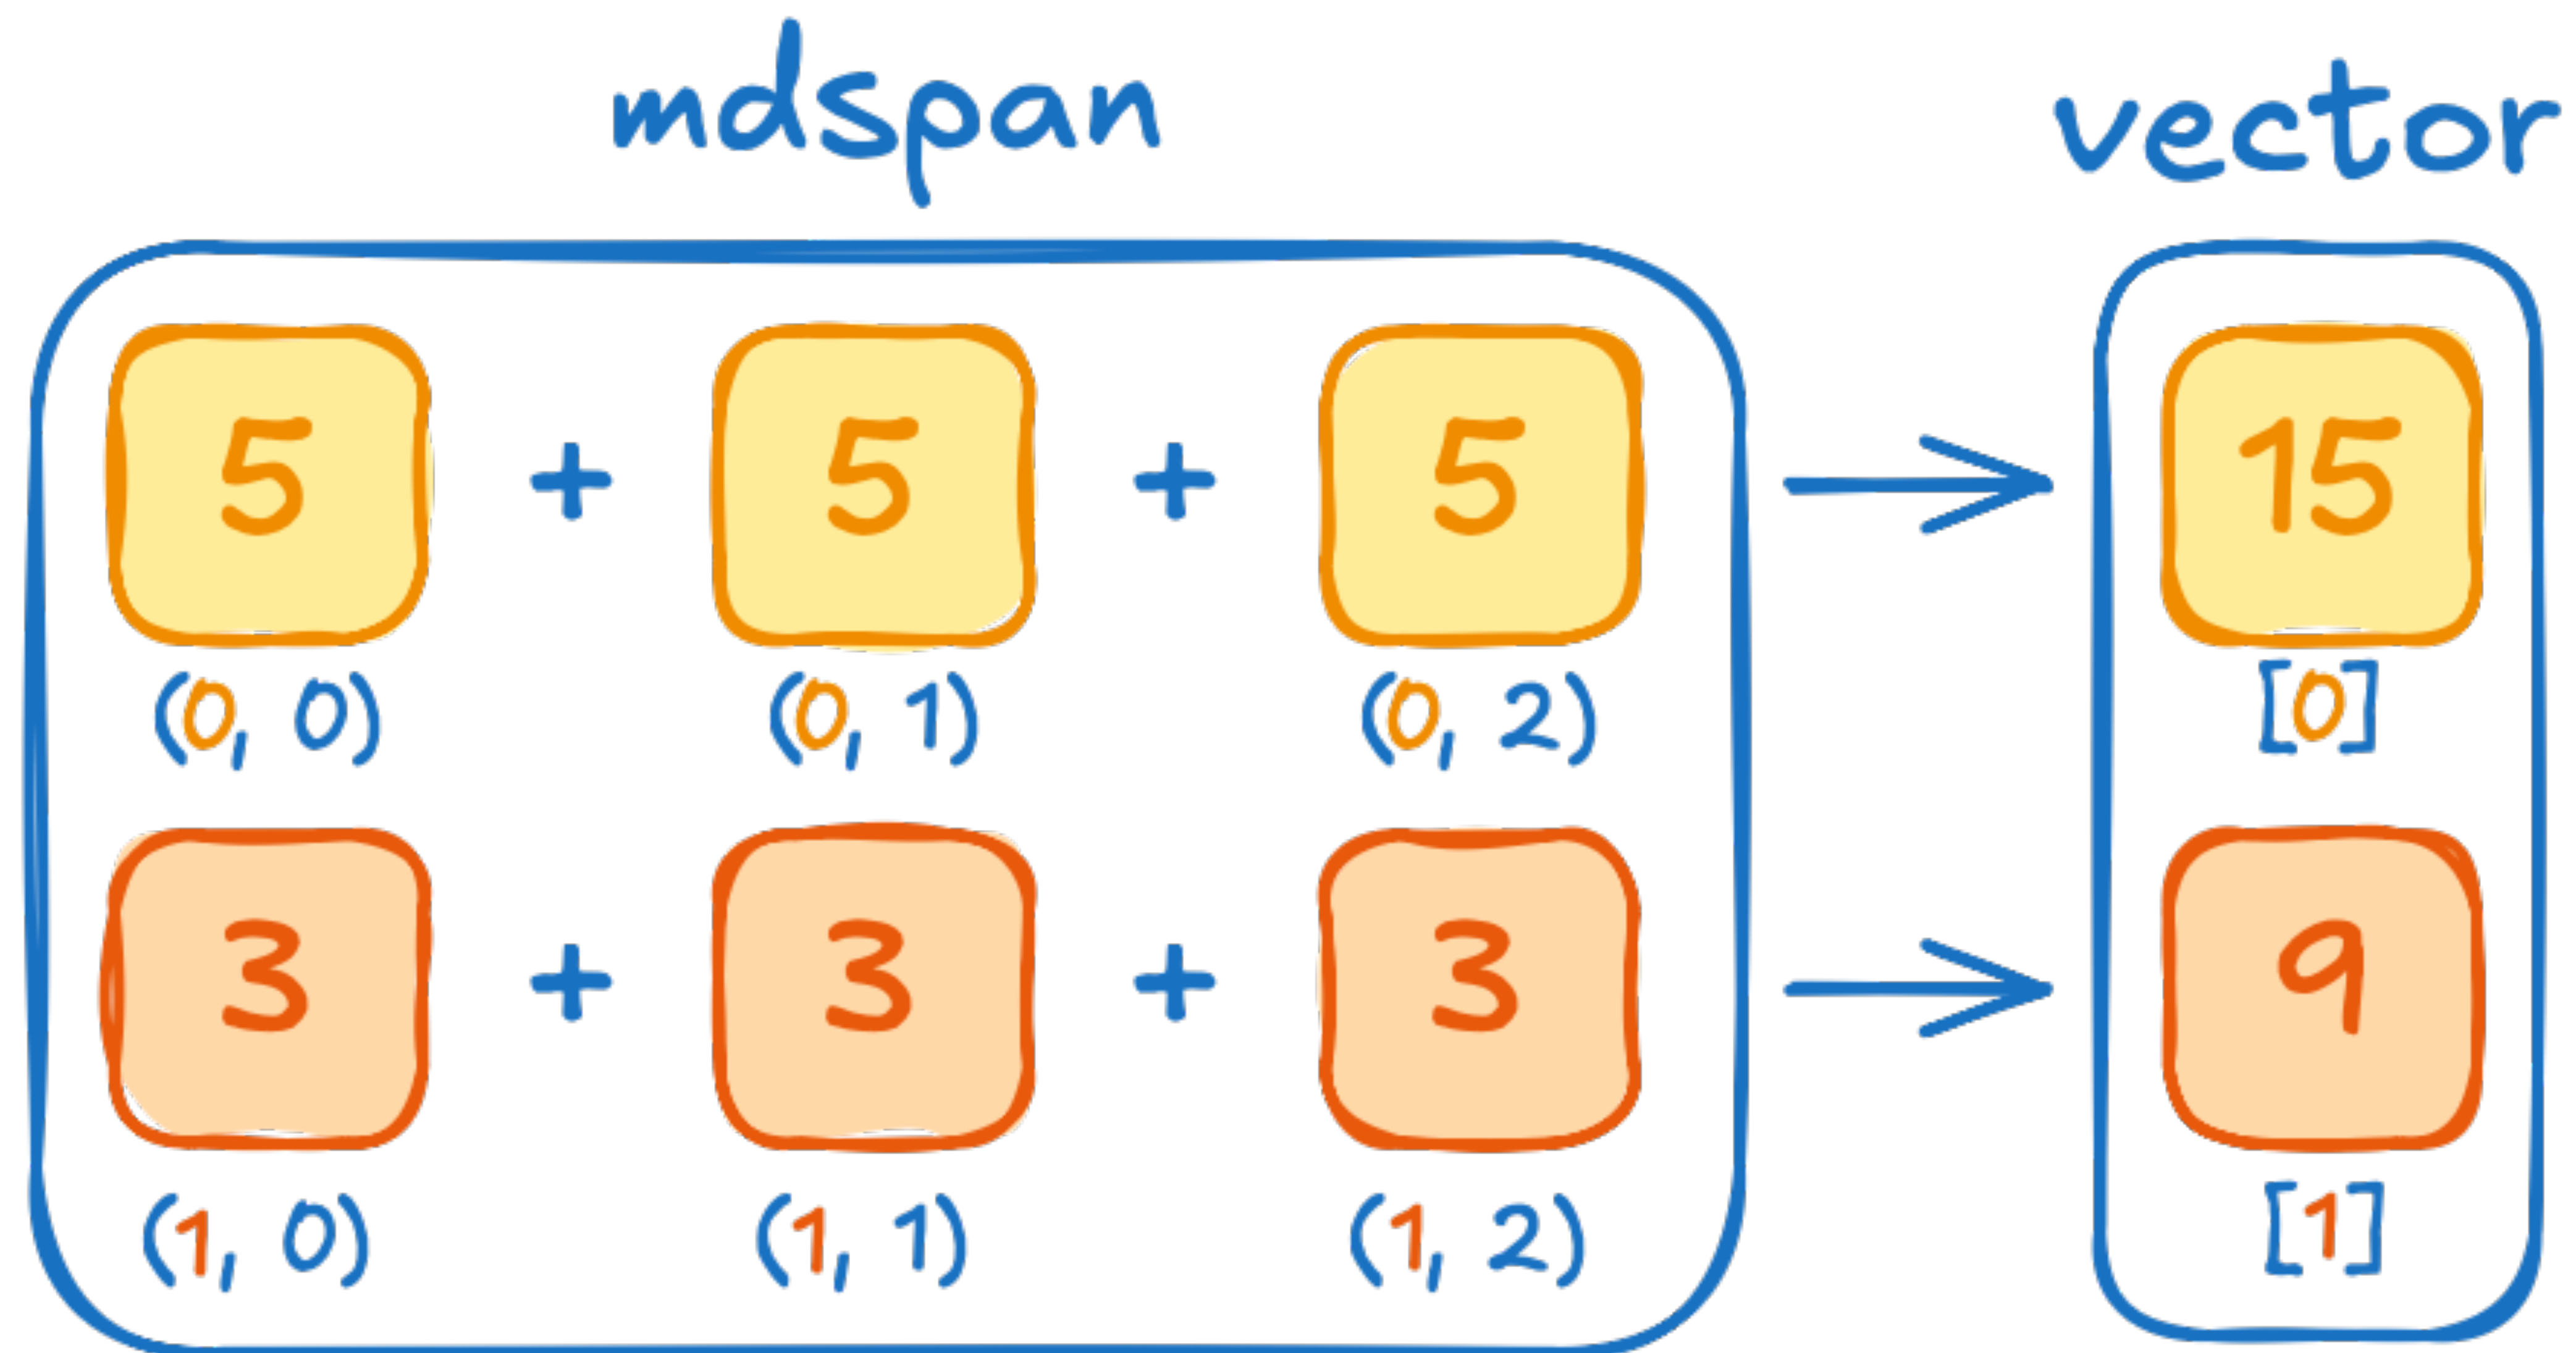 mdspan vector
5 + 5 + 5 → 15
(0, 0) (0, 1) (0, 2) [0]
3 + 3 + 3 → 9
(1, 0) (1, 1) (1, 2) [1]